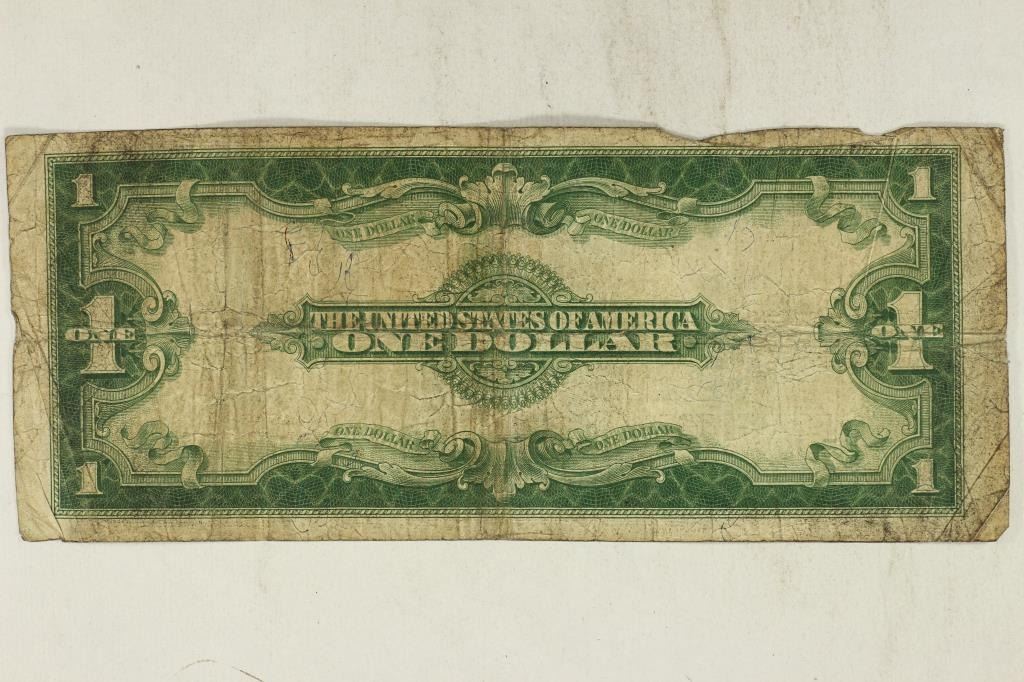 1 1
ONE DOLLAR ONE DOLLAR
THE UNITED STATES OF AMERICA
1 ONE ONE DOLLAR 1 ONE
ONE DOLLAR ONE DOLLAR
1 1